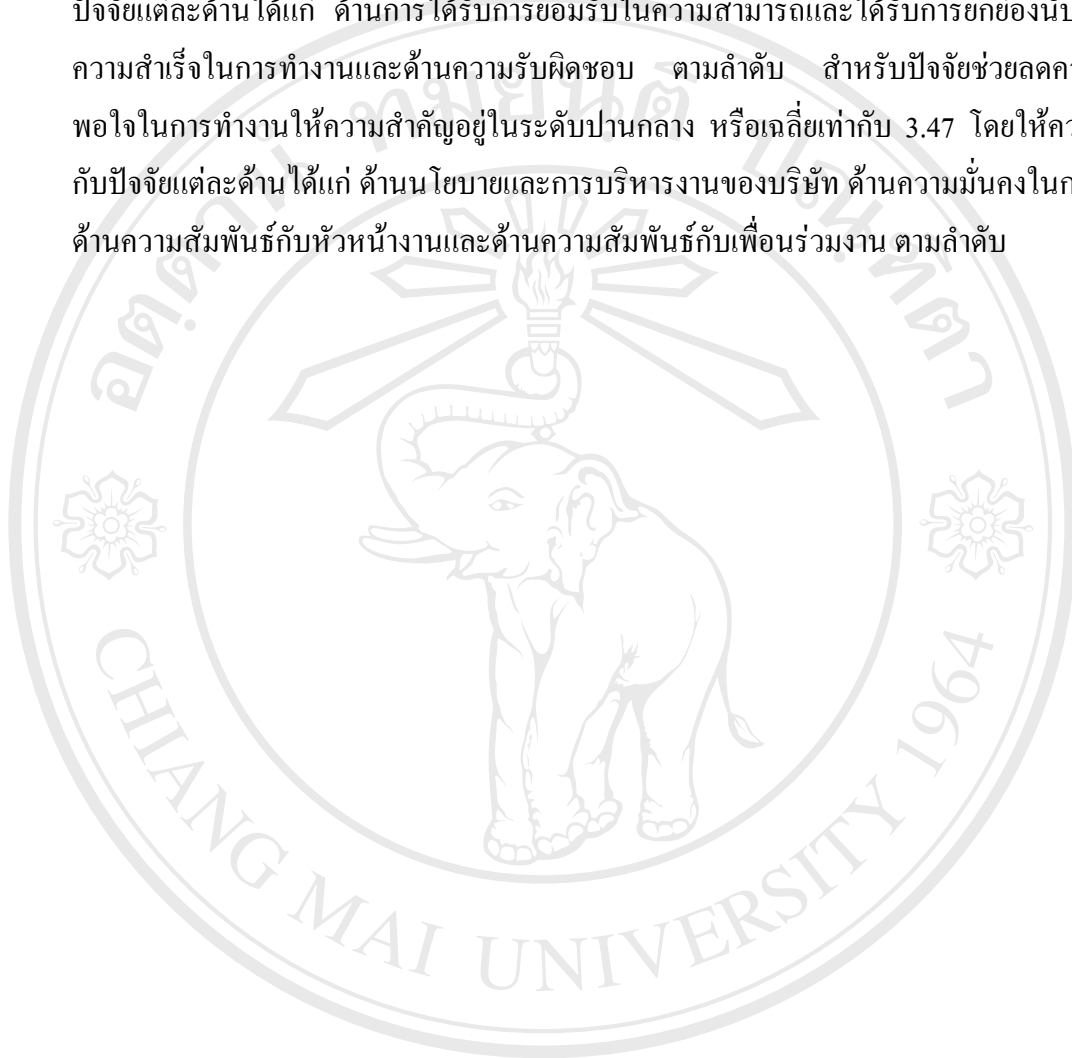 ปัจจัยแต่ละด้านได้แก่ ด้านการได้รับการยอมรับในความสามารถและได้รับการยกย่องนับ
ความสำเร็จในการทำงานและด้านความรับผิดชอบ ตามลำดับ สำหรับปัจจัยช่วยลดคว
พอใจในการทำงานให้ความสำคัญอยู่ในระดับปานกลาง หรือเฉลี่ยเท่ากับ 3.47 โดยให้คว
กับปัจจัยแต่ละด้านได้แก่ ด้านนโยบายและการบริหารงานของบริษัท ด้านความมั่นคงในก
ด้านความสัมพันธ์กับหัวหน้างานและด้านความสัมพันธ์กับเพื่อนร่วมงาน ตามลำดับ
CHIANG MAI UNIVERSITY 1964